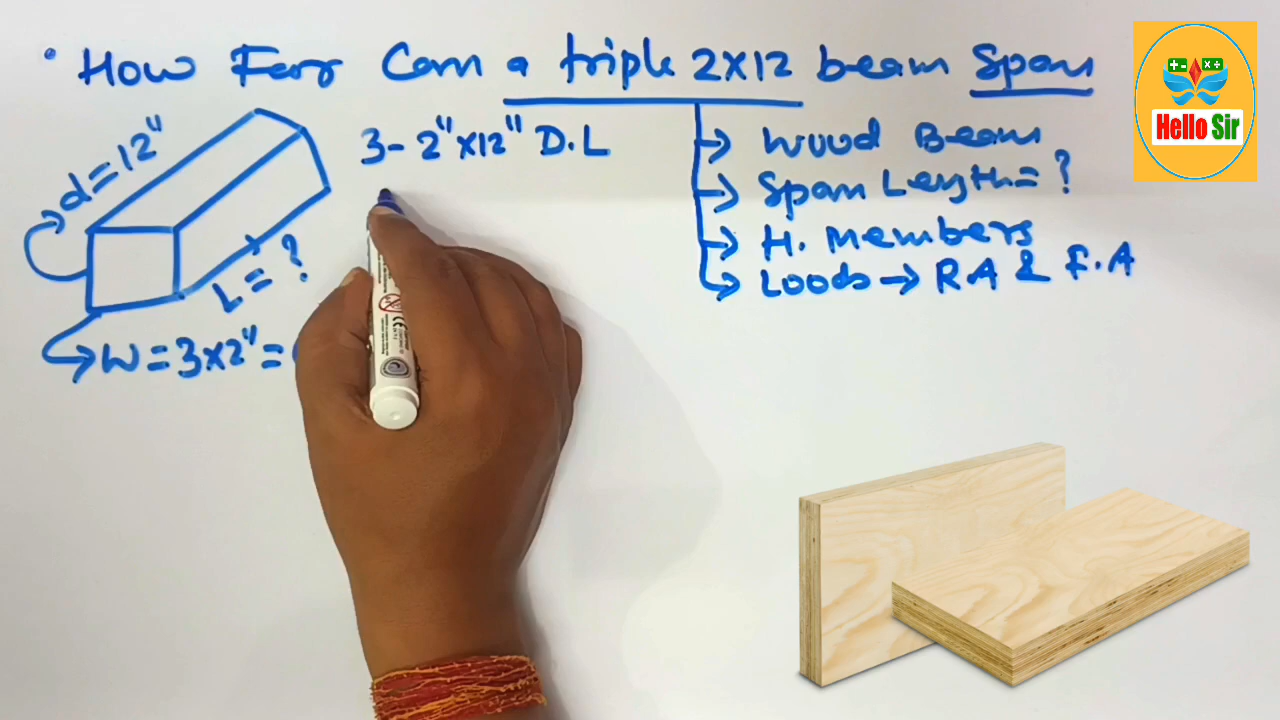 • How Far Can a triple 2x12 beam Span
d=12"
L=?
W=3x2"=
3-2"x12" D.L
→ Wood Beam
→ Span Length=?
→ H. Members
→ Loads → R.A & F.A
Hello Sir